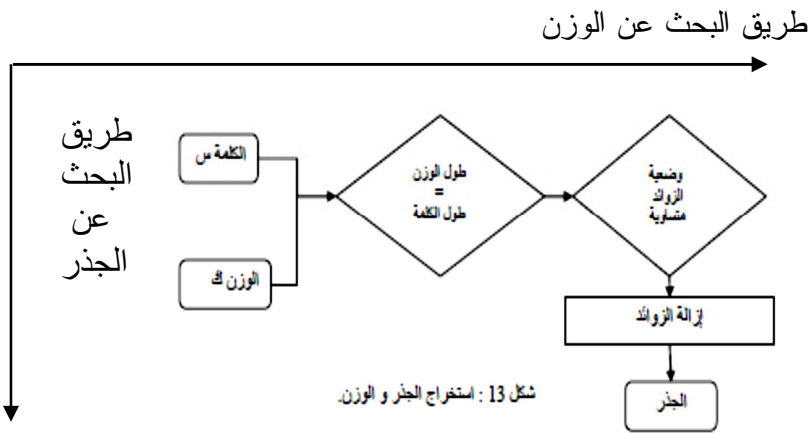 طريق البحث عن الوزن
طريق
البحث
عن
الجذر
الكلمة س
الوزن ك
طول الوزن
=
طول الكلمة
وضعية
الزوائد
متساوية
إزالة الزوائد
الجذر
شكل 13 : استخراج الجذر و الوزن.